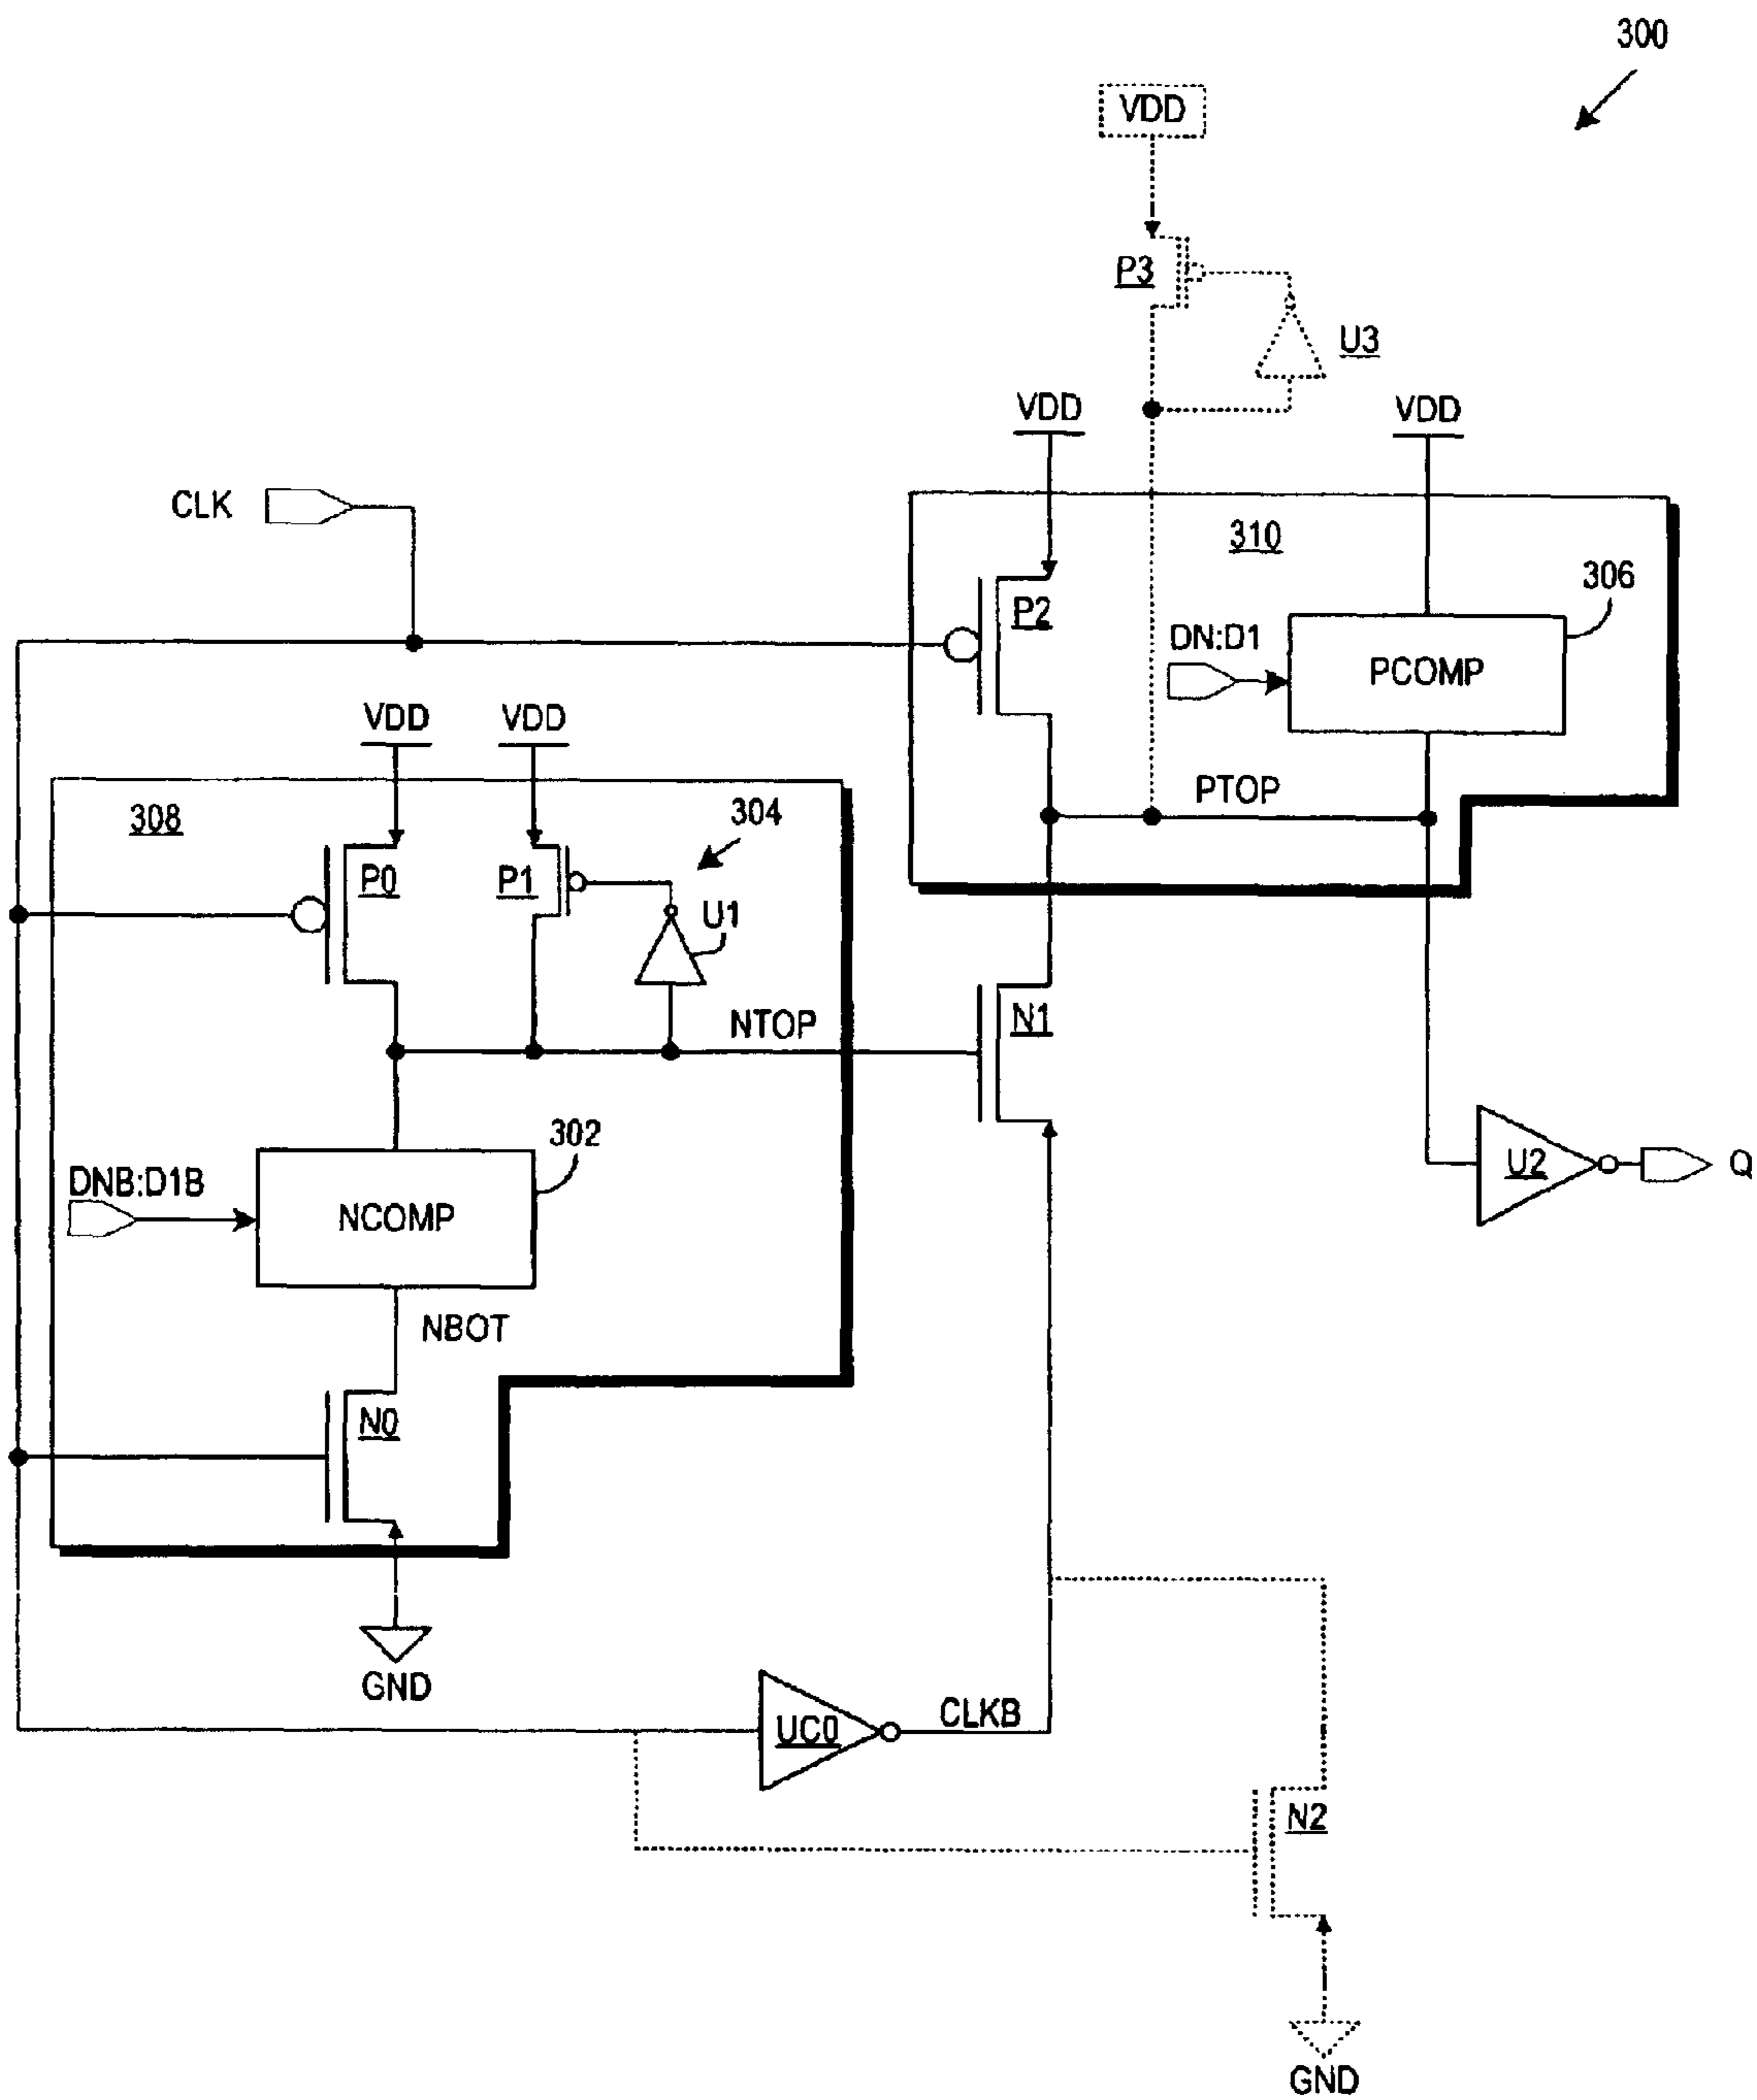 300
VDD
P3
U3
VDD
VDD
CLK
310
306
P2
DN:D1
PCOMP
VDD
VDD
PTOP
308
304
P0
P1
U1
NTOP
N1
302
DNB:D1B
NCOMP
U2
Q
NBOT
N0
GND
CLKB
UC0
N2
GND